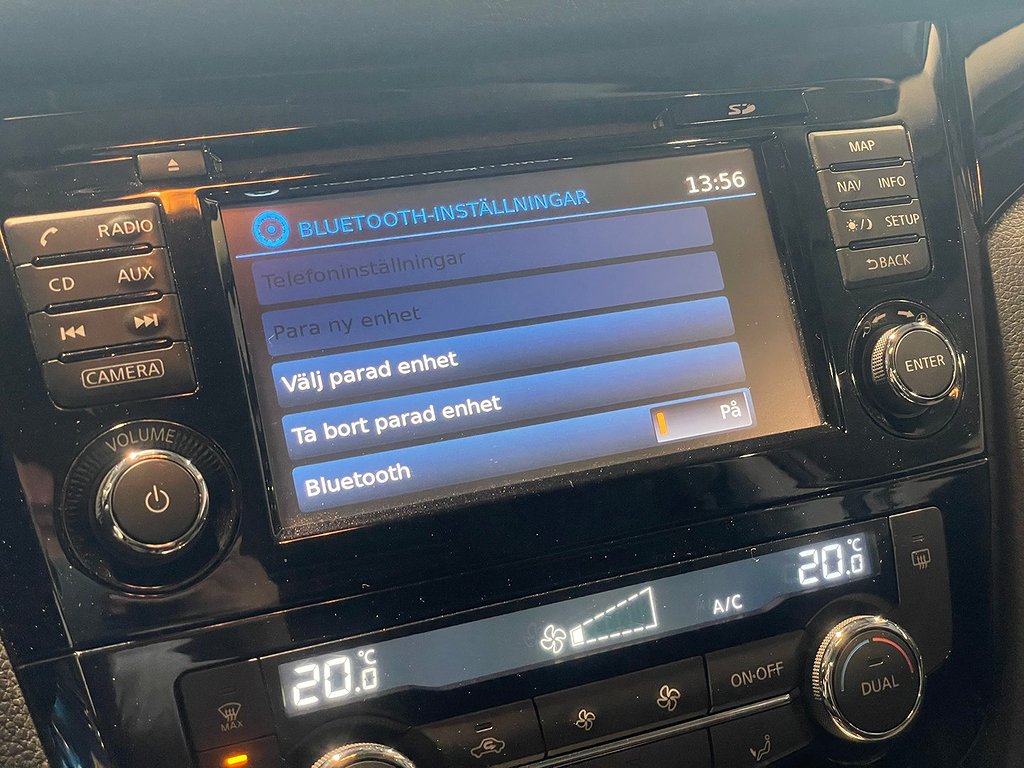 SD
RADIO
CD AUX
CAMERA
VOLUME
BLUETOOTH-INSTÄLLNINGAR 13:56
Telefoninställningar
Para ny enhet
Välj parad enhet
Ta bort parad enhet
Bluetooth På
MAP
NAV INFO
SETUP
BACK
ENTER
20.0 °C
A/C
20.0 °C
MAX
ON·OFF
DUAL